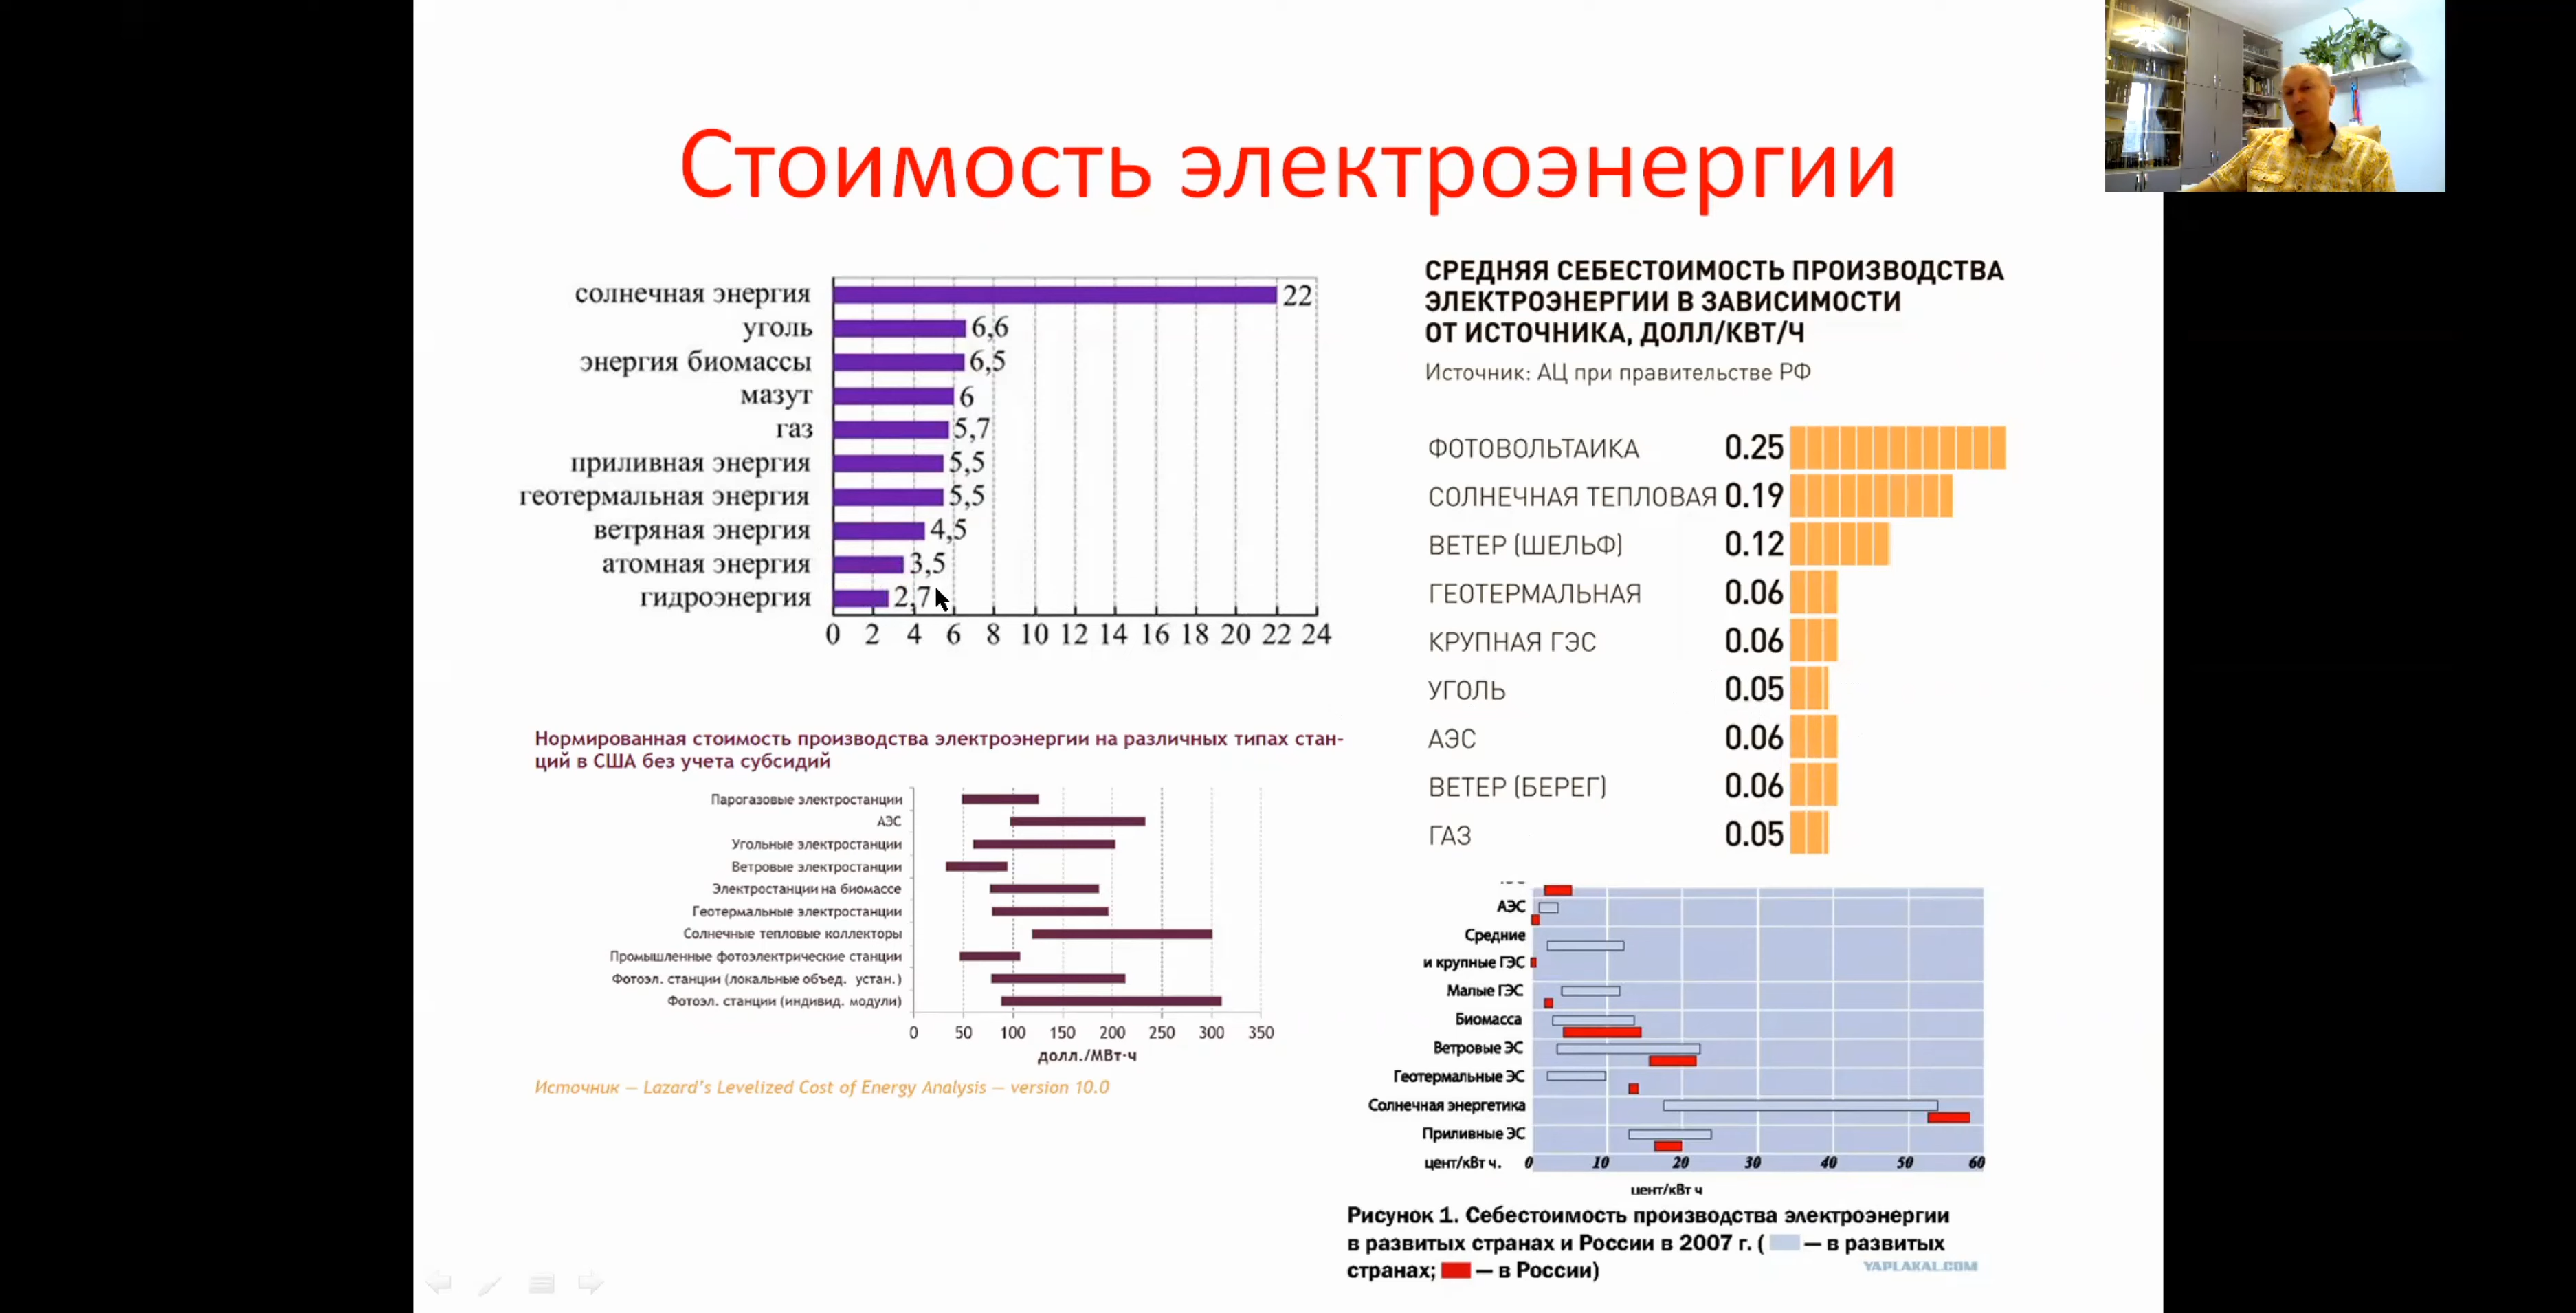 Стоимость электроэнергии
солнечная энергия 22
уголь 6,6
энергия биомассы 6,5
мазут 6
газ 5,7
приливная энергия 5,5
геотермальная энергия 5,5
ветряная энергия 4,5
атомная энергия 3,5
гидроэнергия 2,7
0 2 4 6 8 10 12 14 16 18 20 22 24
Нормированная стоимость производства электроэнергии на различных типах стан-
ций в США без учета субсидий
Парогазовые электростанции
АЭС
Угольные электростанции
Ветровые электростанции
Электростанции на биомассе
Геотермальные электростанции
Солнечные тепловые коллекторы
Промышленные фотоэлектрические станции
Фотоэл. станции (локальные объед. устан.)
Фотоэл. станции (индивид. модули)
0 50 100 150 200 250 300 350
долл./МВт-ч
Источник — Lazard's Levelized Cost of Energy Analysis — version 10.0
СРЕДНЯЯ СЕБЕСТОИМОСТЬ ПРОИЗВОДСТВА
ЭЛЕКТРОЭНЕРГИИ В ЗАВИСИМОСТИ
ОТ ИСТОЧНИКА, ДОЛЛ/КВТ/Ч
Источник: АЦ при правительстве РФ
ФОТОВОЛЬТАИКА 0.25
СОЛНЕЧНАЯ ТЕПЛОВАЯ 0.19
ВЕТЕР (ШЕЛЬФ) 0.12
ГЕОТЕРМАЛЬНАЯ 0.06
КРУПНАЯ ГЭС 0.06
УГОЛЬ 0.05
АЭС 0.06
ВЕТЕР (БЕРЕГ) 0.06
ГАЗ 0.05
АЭС
Средние
и крупные ГЭС
Малые ГЭС
Биомасса
Ветровые ЭС
Геотермальные ЭС
Солнечная энергетика
Приливные ЭС
цент/кВт ч. 0 10 20 30 40 50 60
цент/кВт ч
Рисунок 1. Себестоимость производства электроэнергии
в развитых странах и России в 2007 г. ( — в развитых
странах; — в России)
YAPLAKAL.COM